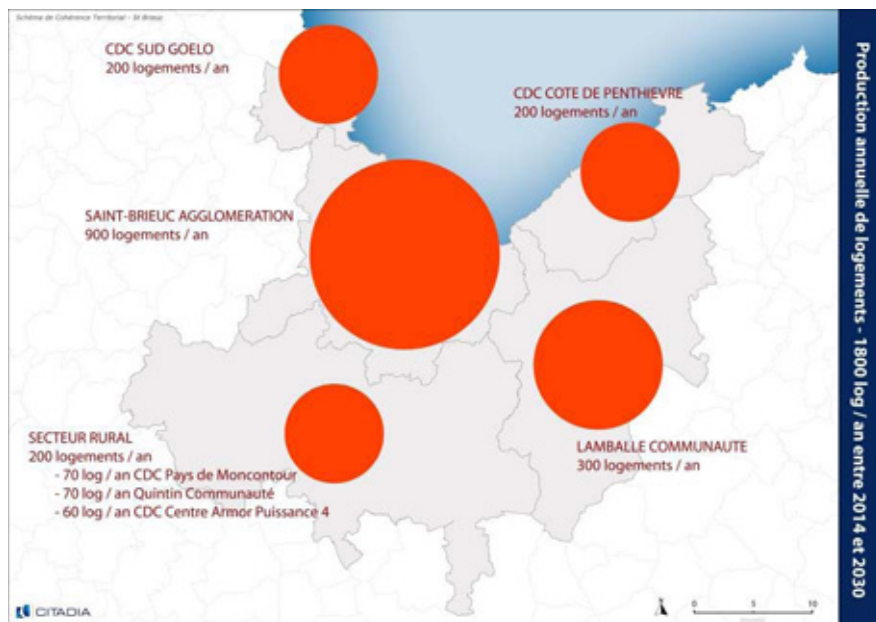 Schéma de Cohérence Territorial - St Brieuc
CDC SUD GOELO
200 logements / an
CDC COTE DE PENTHIEVRE
200 logements / an
SAINT-BRIEUC AGGLOMERATION
900 logements / an
SECTEUR RURAL
200 logements / an
- 70 log / an CDC Pays de Moncontour
- 70 log / an Quintin Communauté
- 60 log / an CDC Centre Armor Puissance 4
LAMBALLE COMMUNAUTE
300 logements / an
Production annuelle de logements - 1800 log / an entre 2014 et 2030
CITADIA
0 5 10